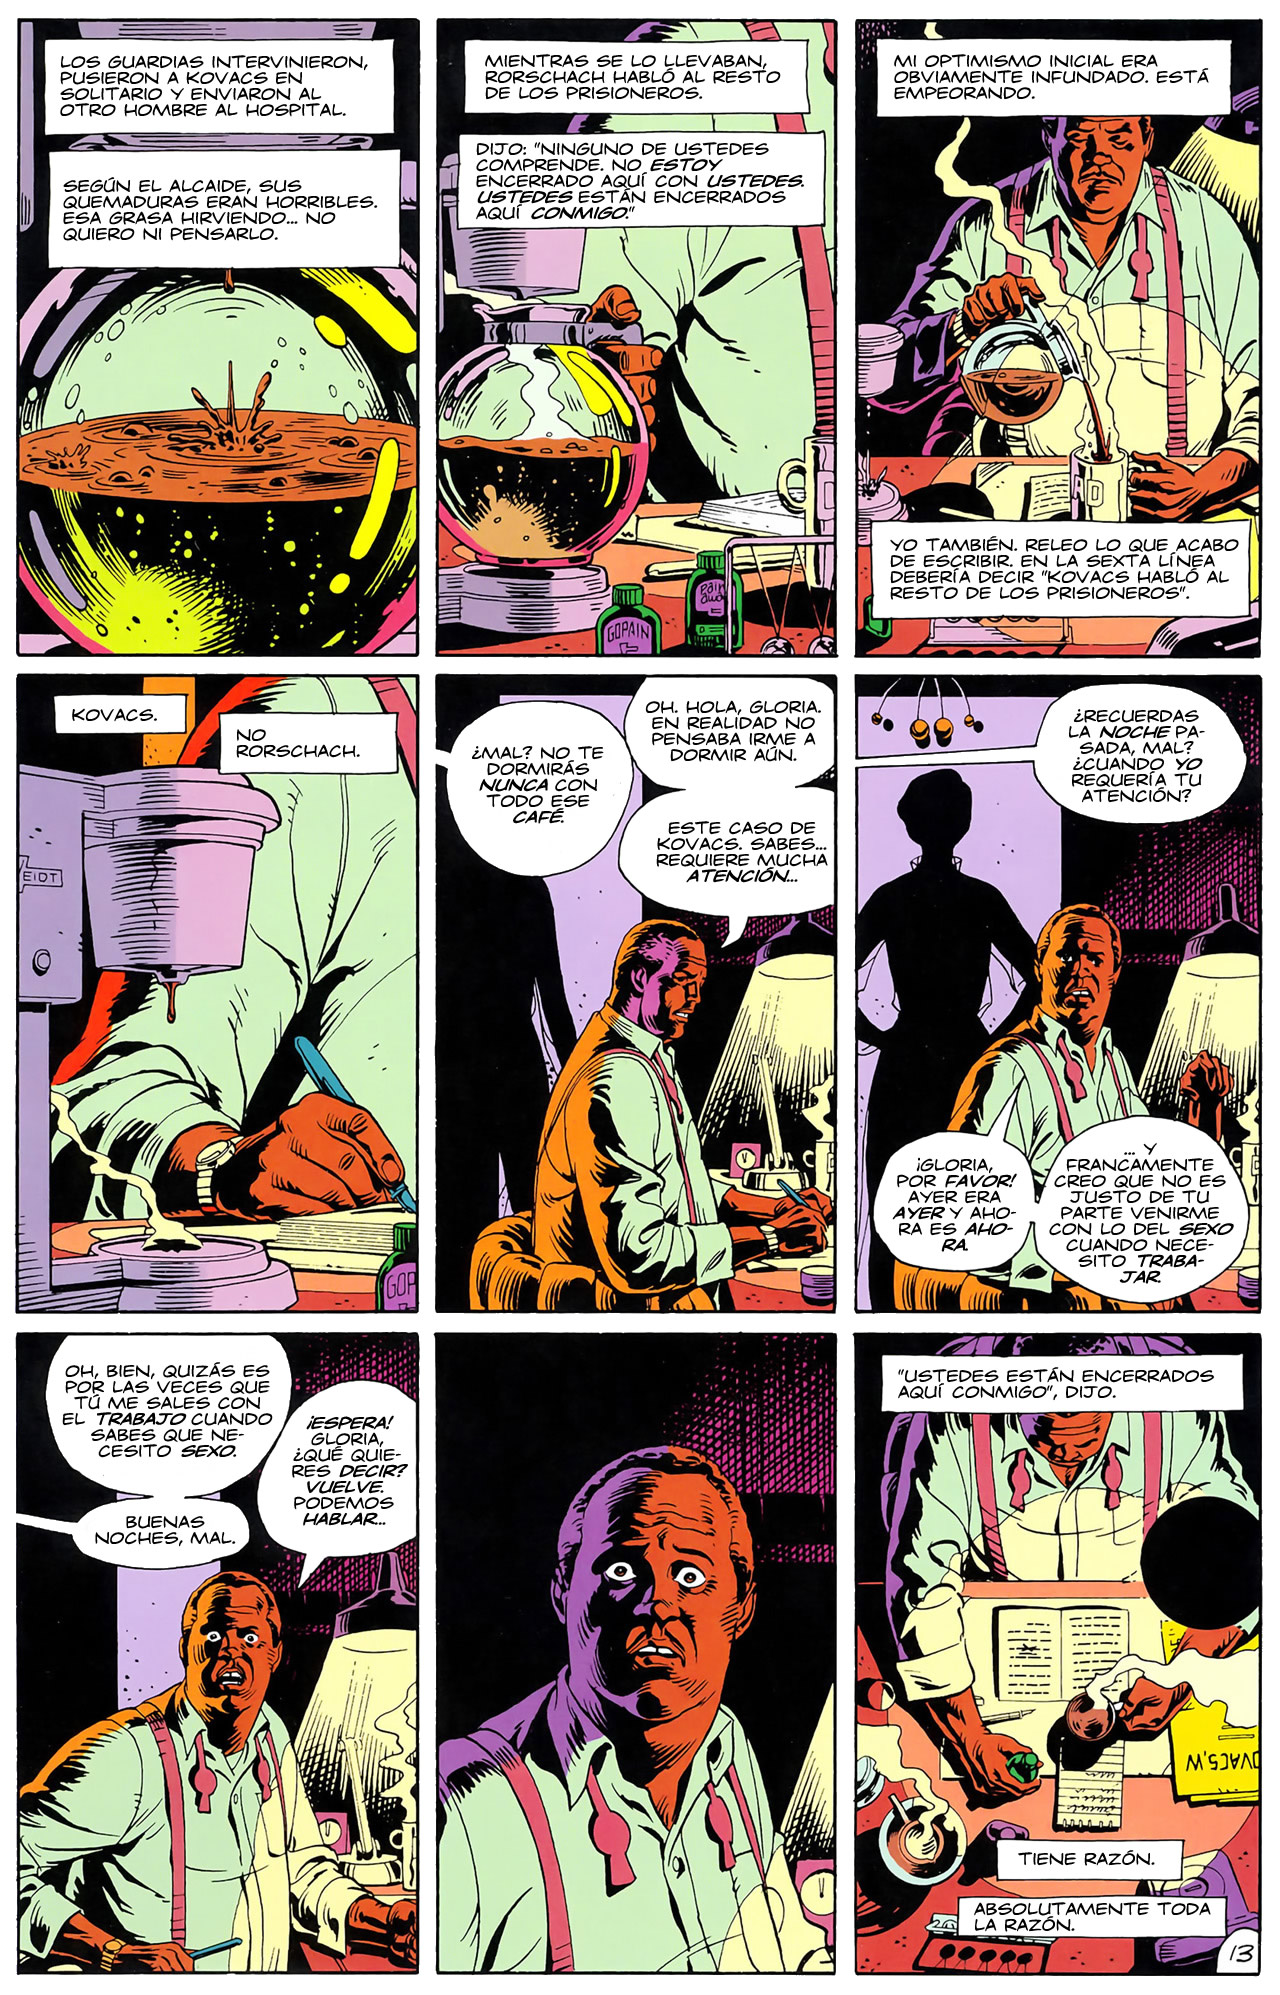 LOS GUARDIAS INTERVINIERON,
PUSIERON A KOVACS EN
SOLITARIO Y ENVIARON AL
OTRO HOMBRE AL HOSPITAL.
SEGÚN EL ALCAIDE, SUS
QUEMADURAS ERAN HORRIBLES.
ESA GRASA HIRVIENDO... NO
QUIERO NI PENSARLO.
MIENTRAS SE LO LLEVABAN,
RORSCHACH HABLÓ AL RESTO
DE LOS PRISIONEROS.
DIJO: "NINGUNO DE USTEDES
COMPRENDE. NO ESTOY
ENCERRADO AQUÍ CON USTEDES.
USTEDES ESTÁN ENCERRADOS
AQUÍ CONMIGO."
GOPAIN
MI OPTIMISMO INICIAL ERA
OBVIAMENTE INFUNDADO. ESTÁ
EMPEORANDO.
YO TAMBIÉN. RELEO LO QUE ACABO
DE ESCRIBIR. EN LA SEXTA LÍNEA
DEBERÍA DECIR "KOVACS HABLÓ AL
RESTO DE LOS PRISIONEROS".
KOVACS.
NO
RORSCHACH.
EIDT
GOP
¿MAL? NO TE
DORMIRÁS
NUNCA CON
TODO ESE
CAFÉ.
OH. HOLA, GLORIA.
EN REALIDAD NO
PENSABA IRME A
DORMIR AÚN.
ESTE CASO DE
KOVACS. SABES...
REQUIERE MUCHA
ATENCIÓN...
¿RECUERDAS
LA NOCHE PA-
SADA, MAL?
¿CUANDO YO
REQUERÍA TU
ATENCIÓN?
¡GLORIA,
POR FAVOR!
AYER ERA
AYER Y AHO-
RA ES AHO-
RA.
... Y
FRANCAMENTE
CREO QUE NO ES
JUSTO DE TU
PARTE VENIRME
CON LO DEL SEXO
CUANDO NECE-
SITO TRABA-
JAR.
OH, BIEN, QUIZÁS ES
POR LAS VECES QUE
TÚ ME SALES CON
EL TRABAJO CUANDO
SABES QUE NE-
CESITO SEXO.
BUENAS
NOCHES, MAL.
¡ESPERA!
GLORIA,
¿QUÉ QUIE-
RES DECIR?
VUELVE.
PODEMOS
HABLAR...
"USTEDES ESTÁN ENCERRADOS
AQUÍ CONMIGO", DIJO.
OVACS,W
TIENE RAZÓN.
ABSOLUTAMENTE TODA
LA RAZÓN.
13